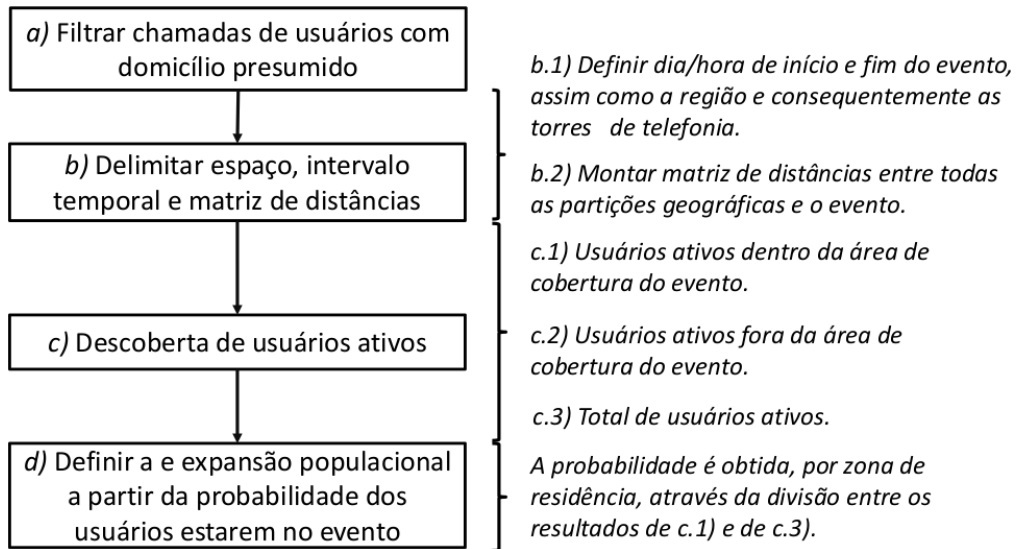 a) Filtrar chamadas de usuários com
domicílio presumido
b.1) Definir dia/hora de início e fim do evento,
assim como a região e consequentemente as
torres de telefonia.
b) Delimitar espaço, intervalo
temporal e matriz de distâncias
b.2) Montar matriz de distâncias entre todas
as partições geográficas e o evento.
c.1) Usuários ativos dentro da área de
cobertura do evento.
c) Descoberta de usuários ativos
c.2) Usuários ativos fora da área de
cobertura do evento.
c.3) Total de usuários ativos.
d) Definir a e expansão populacional
a partir da probabilidade dos
usuários estarem no evento
A probabilidade é obtida, por zona de
residência, através da divisão entre os
resultados de c.1) e de c.3).